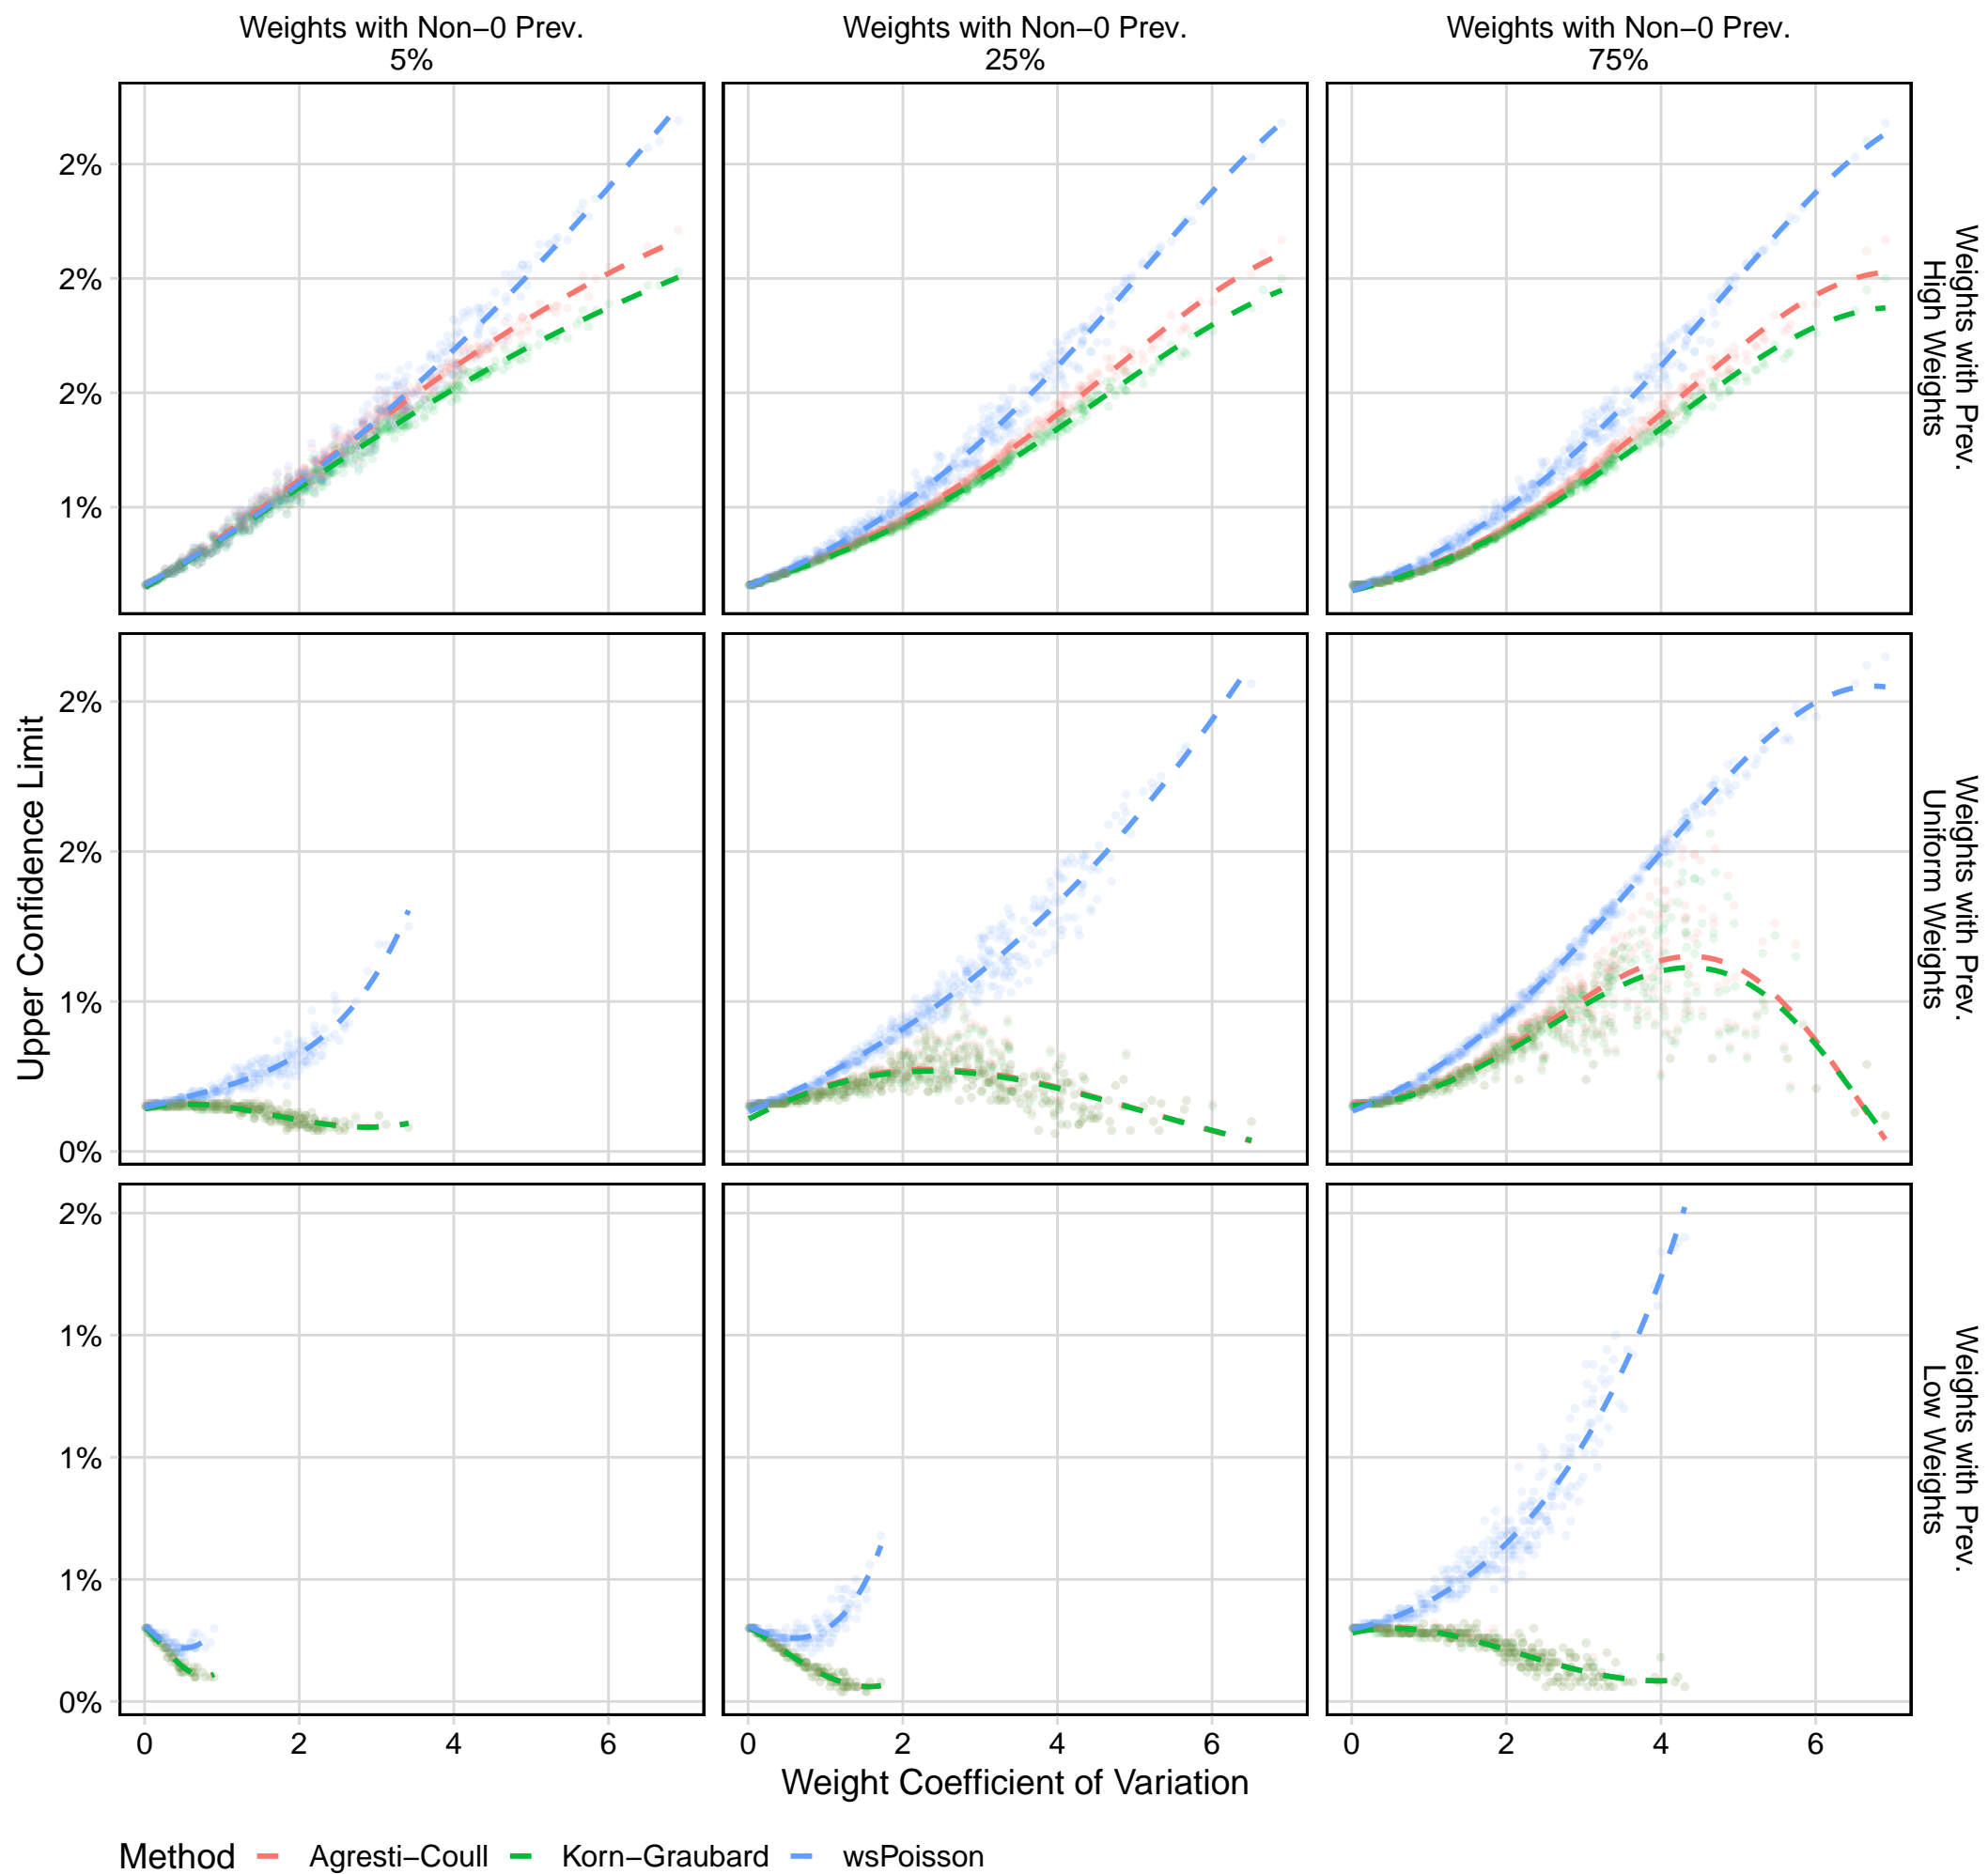 Weights with Non−0 Prev.
5%
Weights with Non−0 Prev.
25%
Weights with Non−0 Prev.
75%
2%
2%
2%
1%
Weights with Prev.
High Weights
2%
2%
1%
0%
Weights with Prev.
Uniform Weights
2%
1%
1%
1%
0%
Weights with Prev.
Low Weights
Upper Confidence Limit
0 2 4 6
0 2 4 6
0 2 4 6
Weight Coefficient of Variation
Method Agresti−Coull Korn−Graubard wsPoisson